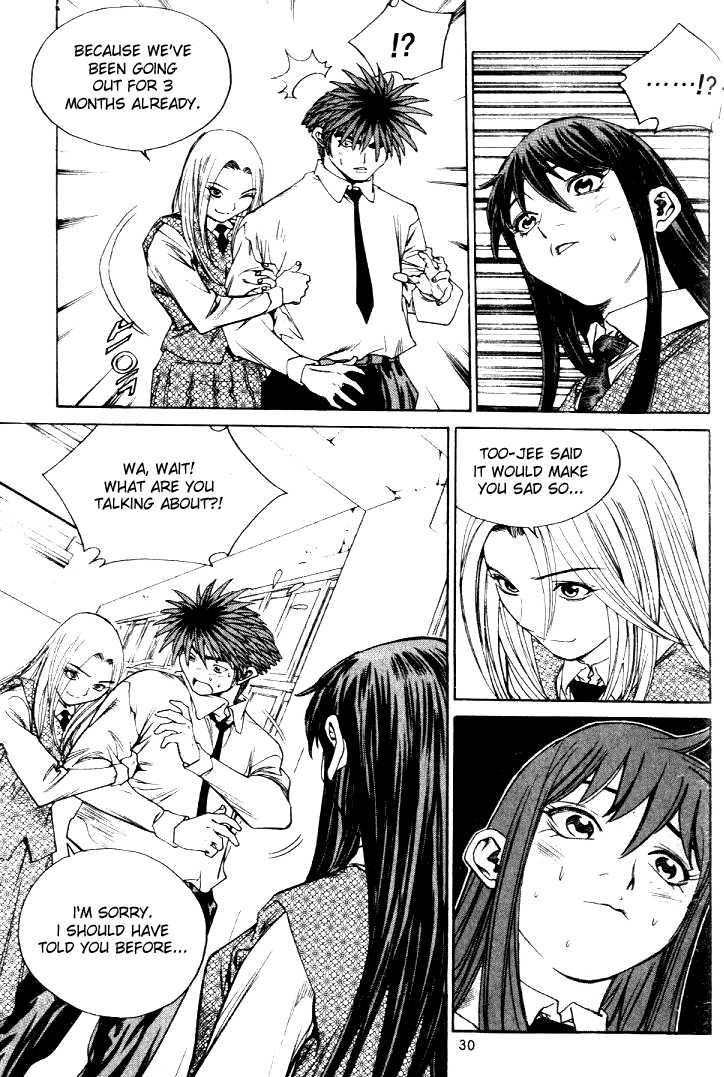 BECAUSE WE'VE
BEEN GOING
OUT FOR 3
MONTHS ALREADY.
!?
......!?
WA, WAIT!
WHAT ARE YOU
TALKING ABOUT?!
TOO-JEE SAID
IT WOULD MAKE
YOU SAD SO...
I'M SORRY.
I SHOULD HAVE
TOLD YOU BEFORE...
30